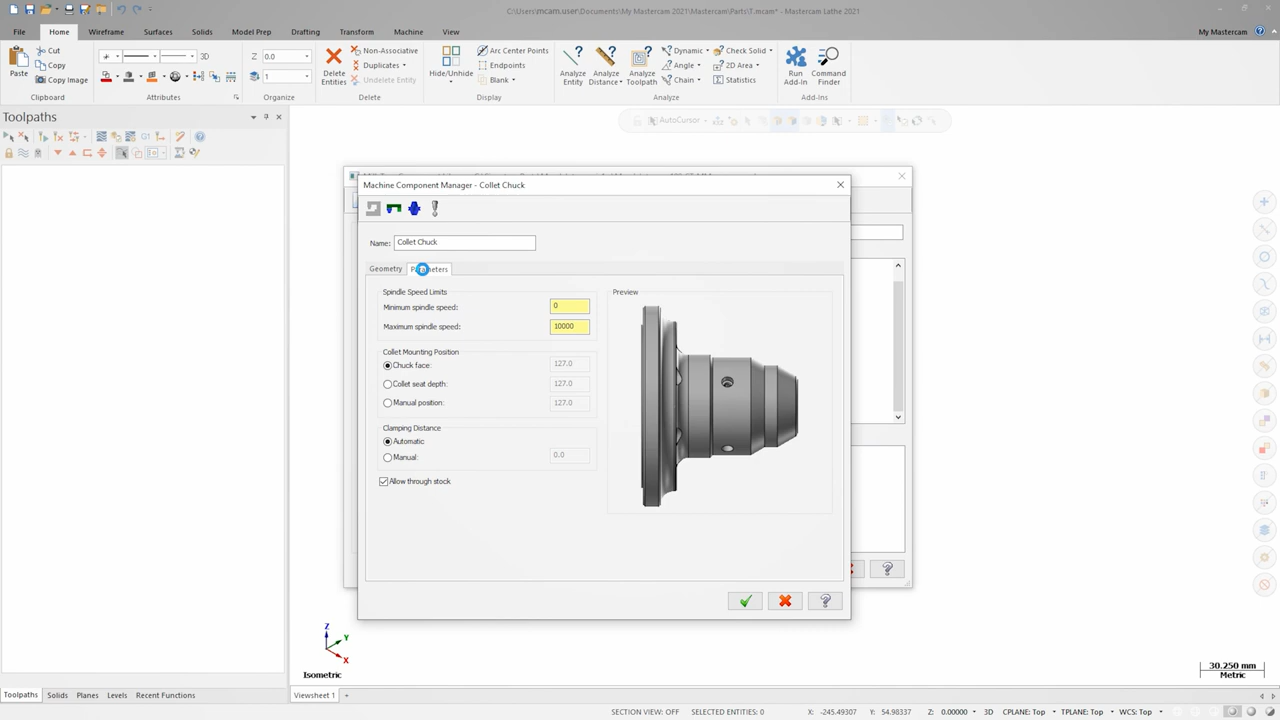 C:\Users\mcam.user\Documents\My Mastercam 2021\Mastercam\Parts\T.mcam* - Mastercam Lathe 2021
File Home Wireframe Surfaces Solids Model Prep Drafting Transform Machine View My Mastercam
Paste
Cut
Copy
Copy Image
Clipboard
3D
Attributes
Z 0.0
1
Organize
Delete Entities
Non-Associative
Duplicates
Undelete Entity
Delete
Hide/Unhide
Arc Center Points
Endpoints
Blank
Display
Analyze Entity
Analyze Distance
Analyze Toolpath
Dynamic
Angle
Chain
Check Solid
2D Area
Statistics
Analyze
Run Add-In
Command Finder
Add-Ins
Toolpaths
AutoCursor
G1
Machine Component Manager - Collet Chuck
Name: Collet Chuck
Geometry Parameters
Spindle Speed Limits
Minimum spindle speed: 0
Maximum spindle speed: 10000
Collet Mounting Position
Chuck face: 127.0
Collet seat depth: 127.0
Manual position: 127.0
Clamping Distance
Automatic
Manual: 0.0
Allow through stock
Preview
Z
Y
X
Isometric
30.250 mm
Metric
Toolpaths Solids Planes Levels Recent Functions
Viewsheet 1 +
SECTION VIEW: OFF SELECTED ENTITIES: 0 X: -245.49307 Y: 54.98337 Z: 0.00000 3D CPLANE: Top TPLANE: Top WCS: Top